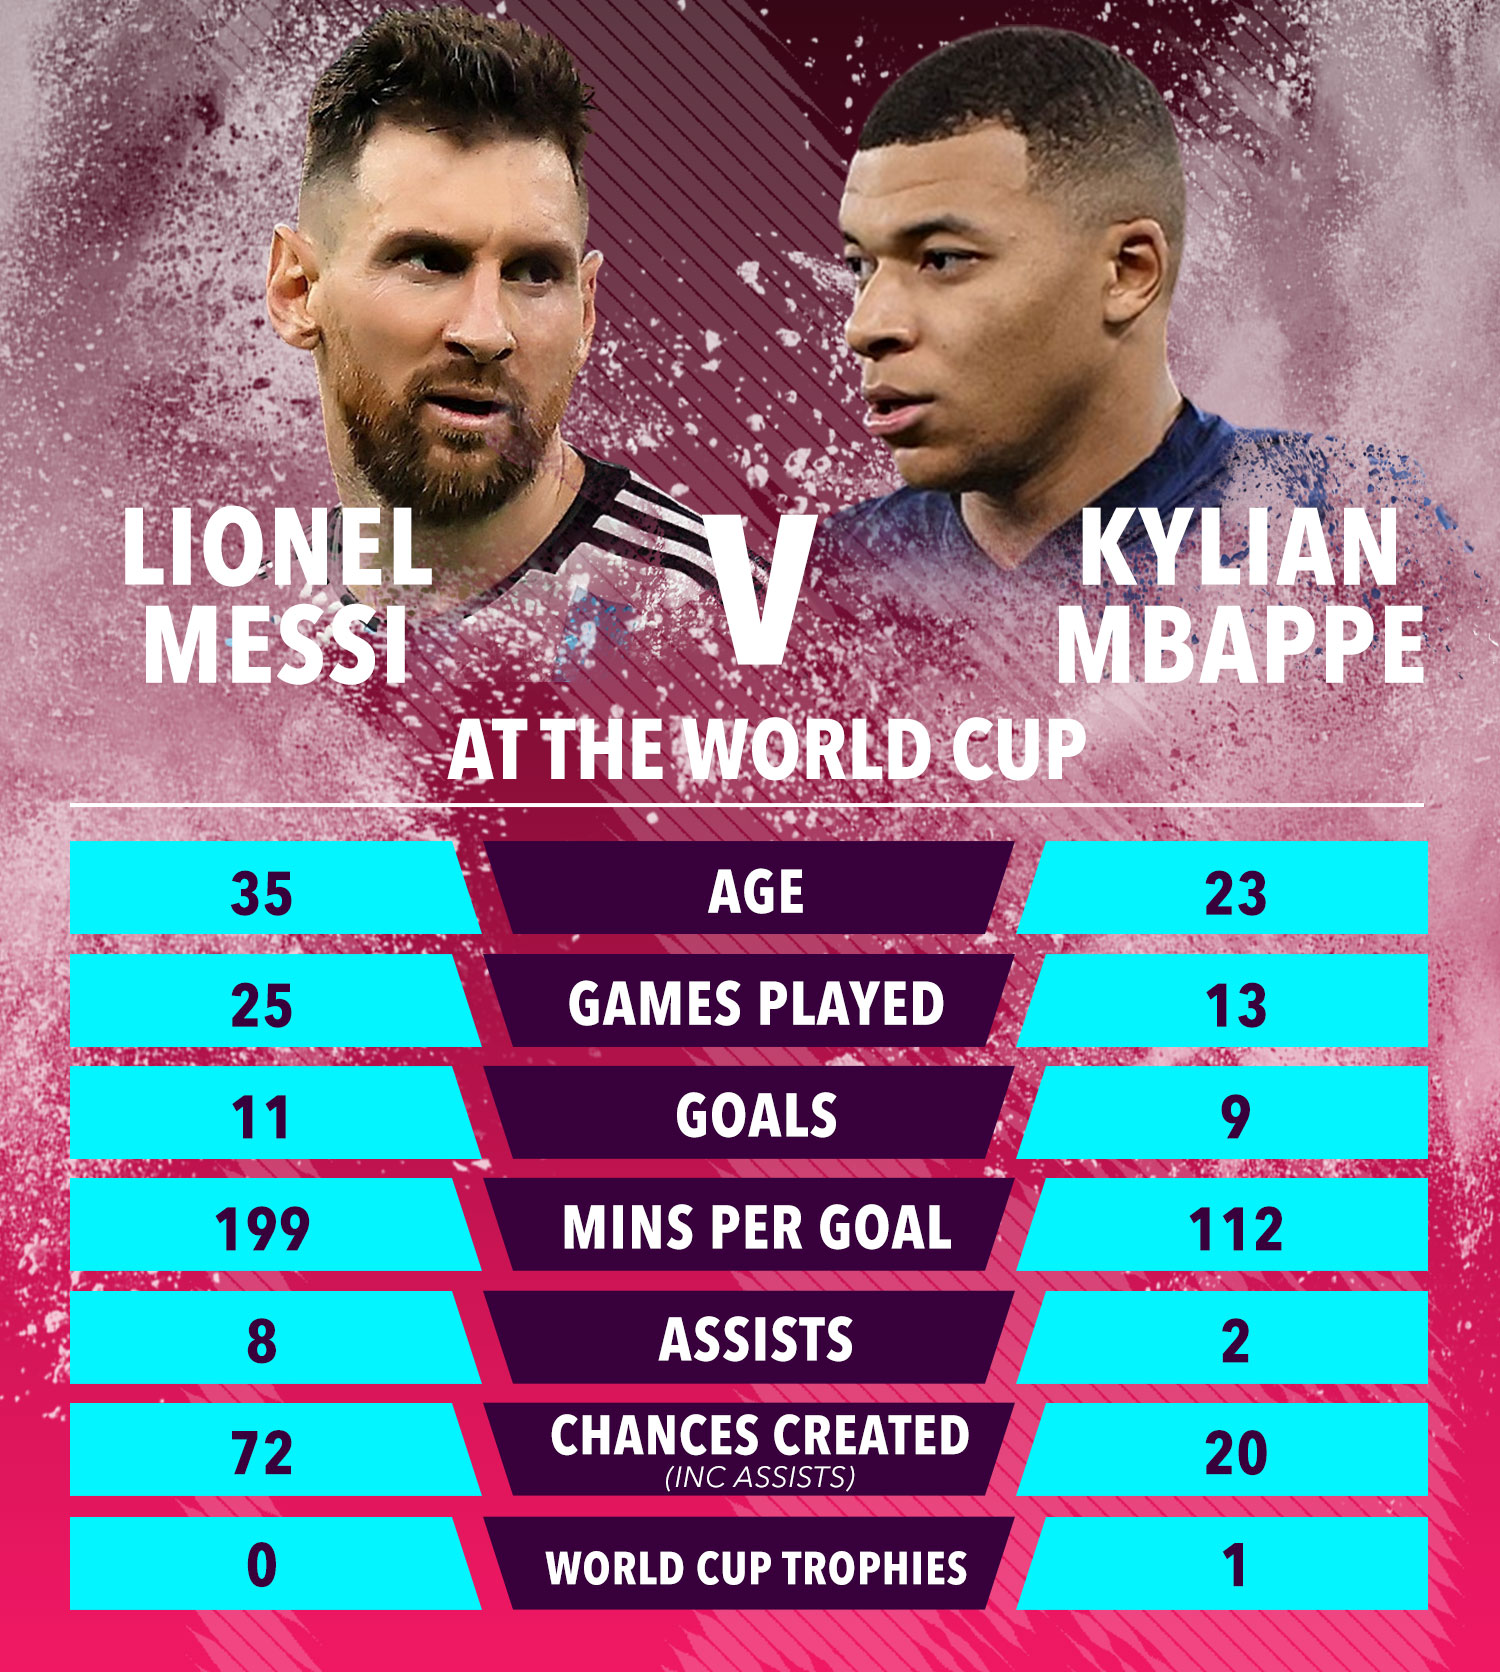 LIONEL
MESSI
V
KYLIAN
MBAPPE
AT THE WORLD CUP
35 AGE 23
25 GAMES PLAYED 13
11 GOALS 9
199 MINS PER GOAL 112
8 ASSISTS 2
72 CHANCES CREATED 20
(INC ASSISTS)
0 WORLD CUP TROPHIES 1